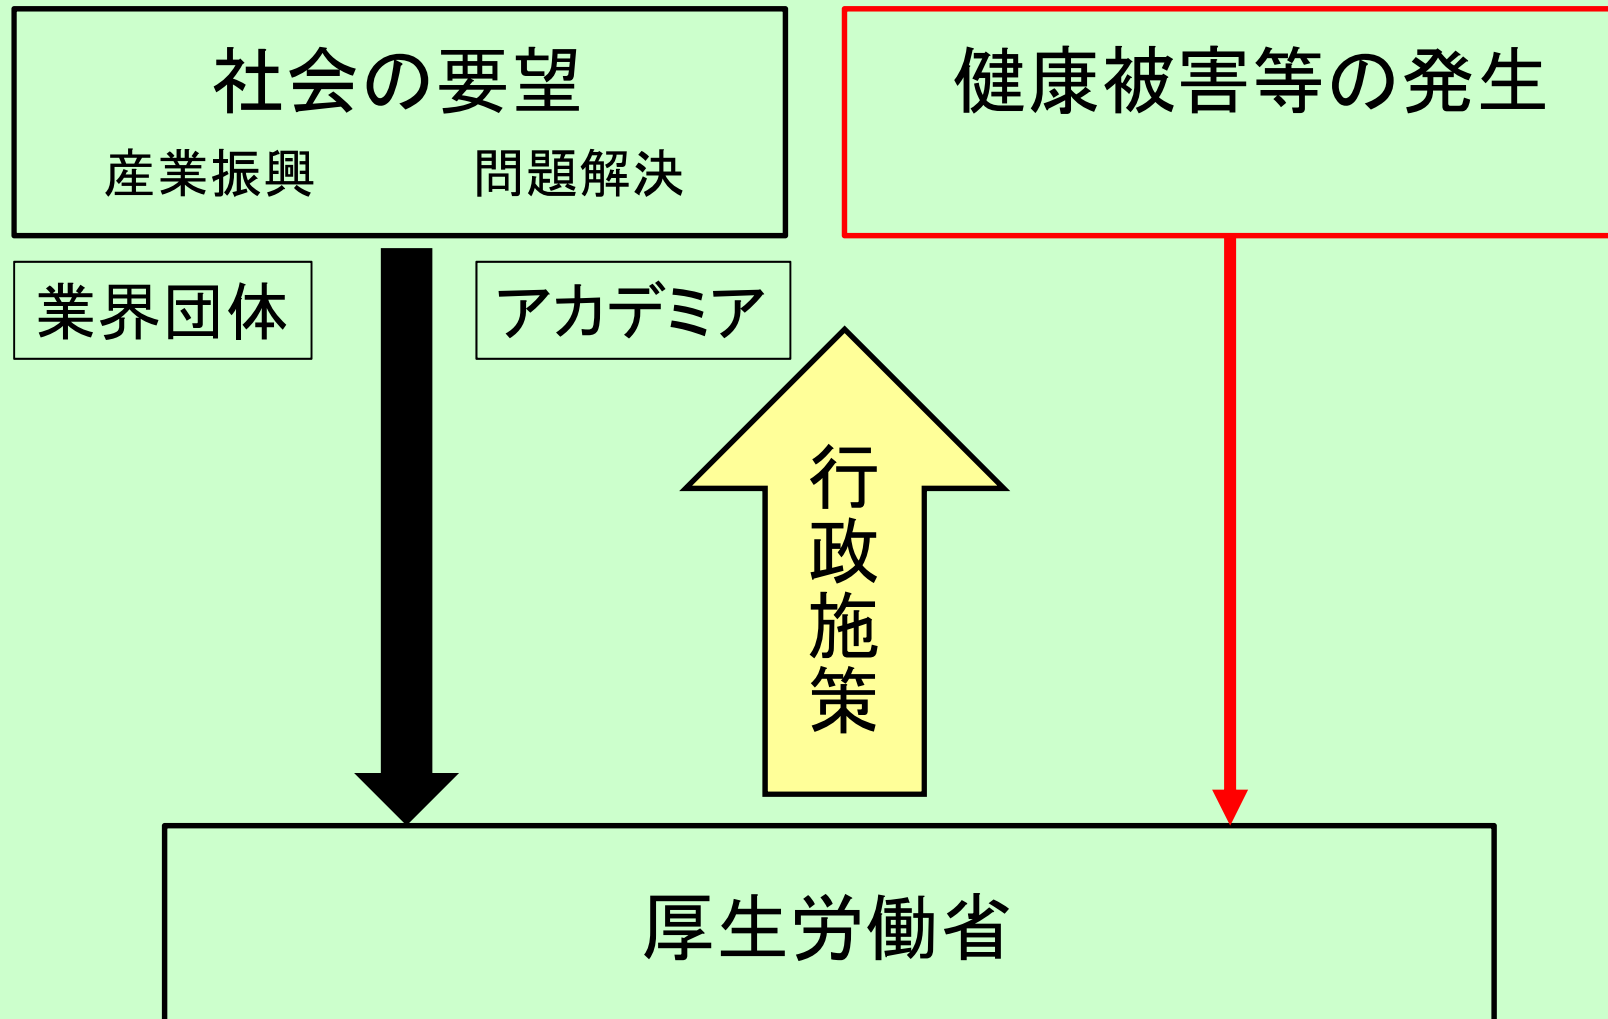 社会の要望
産業振興 問題解決
健康被害等の発生
業界団体
アカデミア
行政施策
厚生労働省